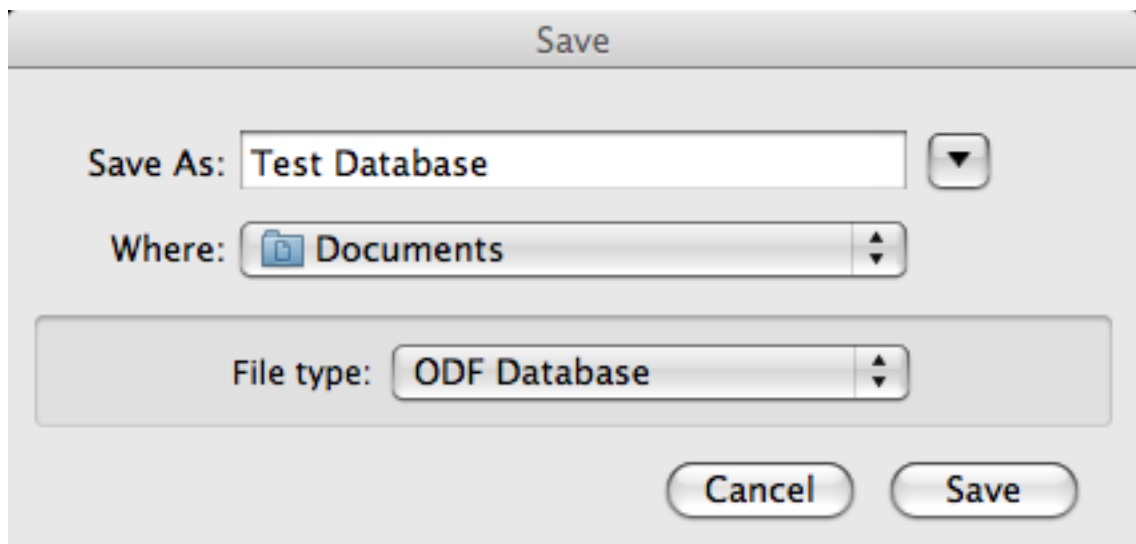 Save
Save As: Test Database
Where: Documents
File type: ODF Database
Cancel Save